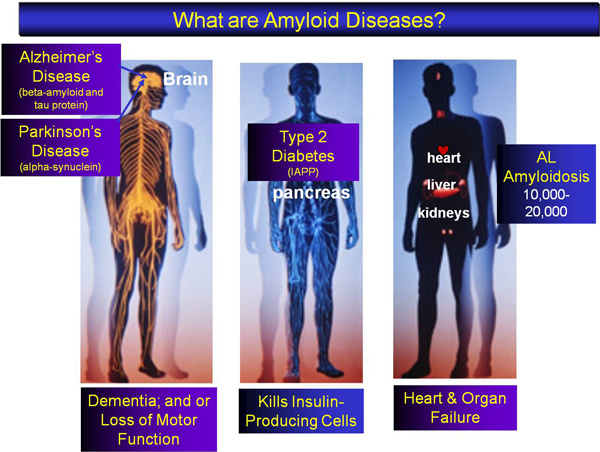 What are Amyloid Diseases?
Alzheimer's
Disease
(beta-amyloid and
tau protein)
Brain
Parkinson's
Disease
(alpha-synuclein)
Dementia; and or
Loss of Motor
Function
Type 2
Diabetes
(IAPP)
pancreas
Kills Insulin-
Producing Cells
heart
liver
kidneys
AL
Amyloidosis
10,000-
20,000
Heart & Organ
Failure